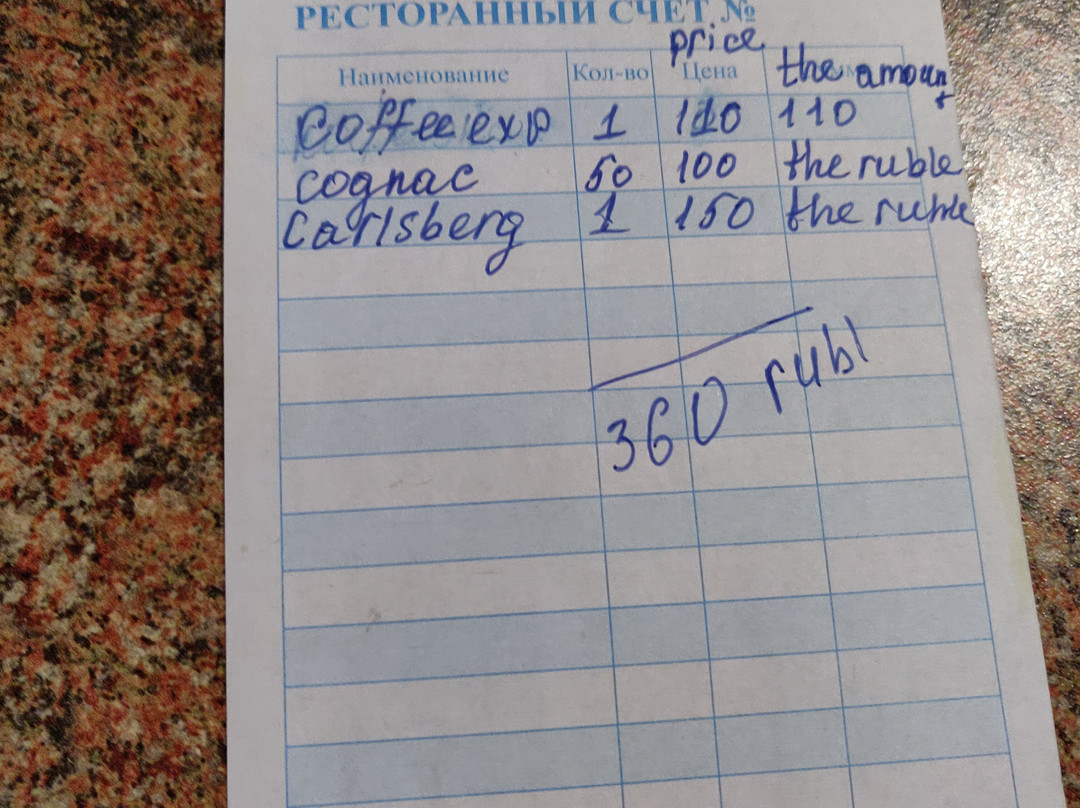 РЕСТОРАННЫЙ СЧЕТ №
price
Наименование Кол-во Цена the amount
Coffee exp 1 110 110
cognac 50 100 the ruble
Carlsberg 1 150 the ruble
360 rubl